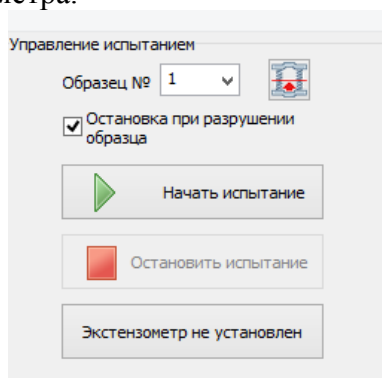 Управление испытанием
Образец № 1
Остановка при разрушении
образца
Начать испытание
Остановить испытание
Экстензометр не установлен